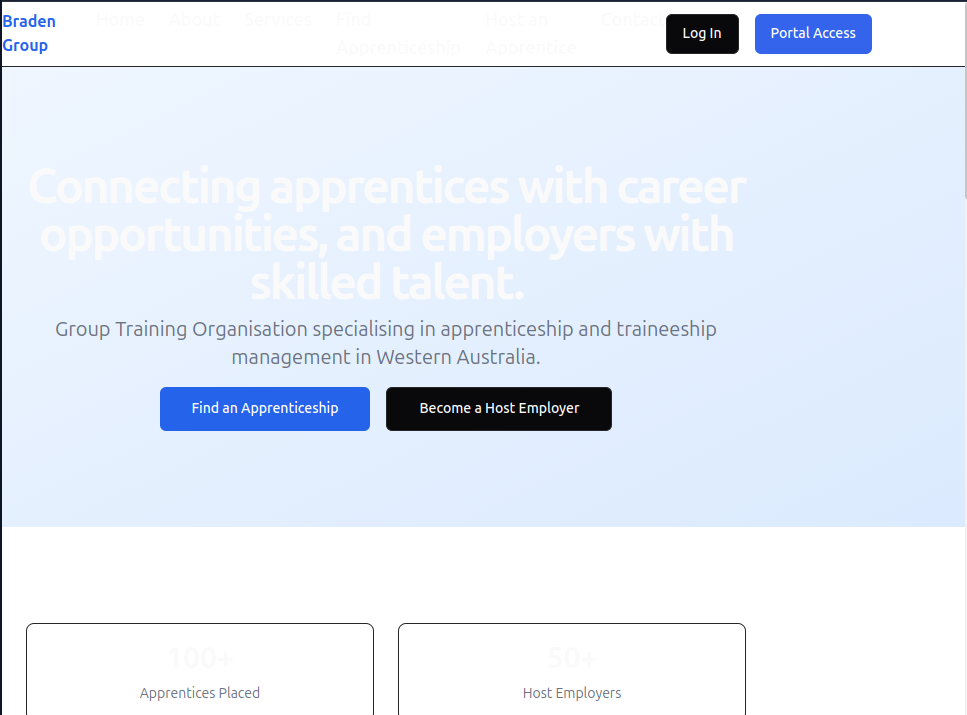 Braden
Group
Home
About
Services
Find
Apprenticeship
Host an
Apprentice
Contact
Log In
Portal Access
Connecting apprentices with career
opportunities, and employers with
skilled talent.
Group Training Organisation specialising in apprenticeship and traineeship
management in Western Australia.
Find an Apprenticeship
Become a Host Employer
100+
Apprentices Placed
50+
Host Employers